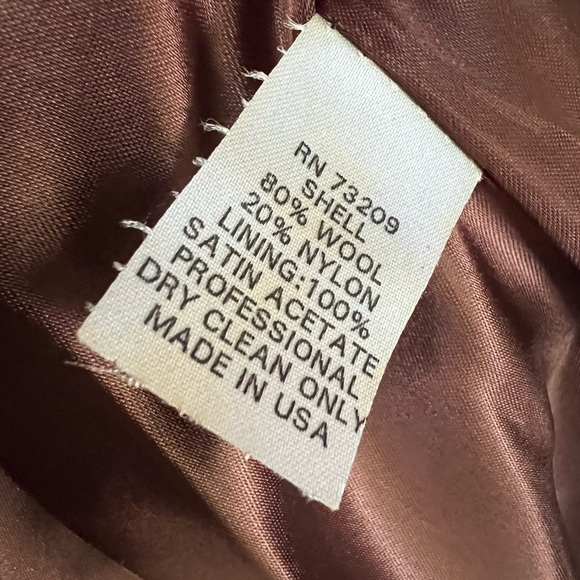 RN 73209
SHELL
80% WOOL
20% NYLON
LINING:100%
SATIN ACETATE
PROFESSIONAL
DRY CLEAN ONLY
MADE IN USA